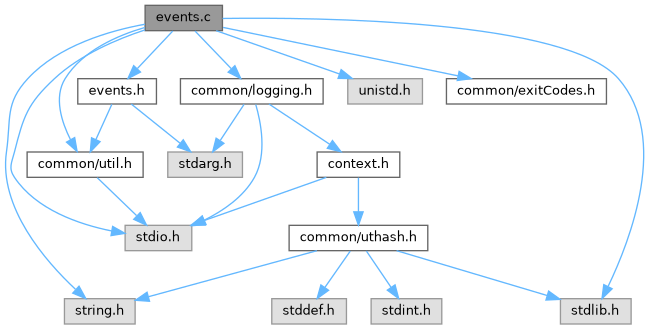 events.c
events.h
common/logging.h
unistd.h
common/exitCodes.h
common/util.h
stdarg.h
context.h
stdio.h
common/uthash.h
string.h
stddef.h
stdint.h
stdlib.h